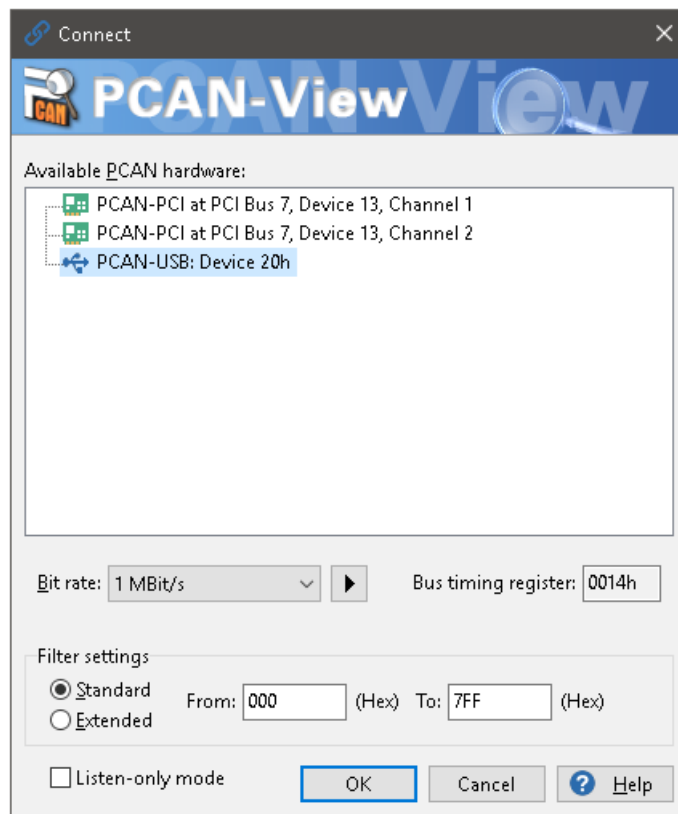 Connect
PCAN-View
Available PCAN hardware:
PCAN-PCI at PCI Bus 7, Device 13, Channel 1
PCAN-PCI at PCI Bus 7, Device 13, Channel 2
PCAN-USB: Device 20h
Bit rate: 1 MBit/s Bus timing register: 0014h
Filter settings
Standard
From: 000 (Hex) To: 7FF (Hex)
Extended
Listen-only mode OK Cancel Help